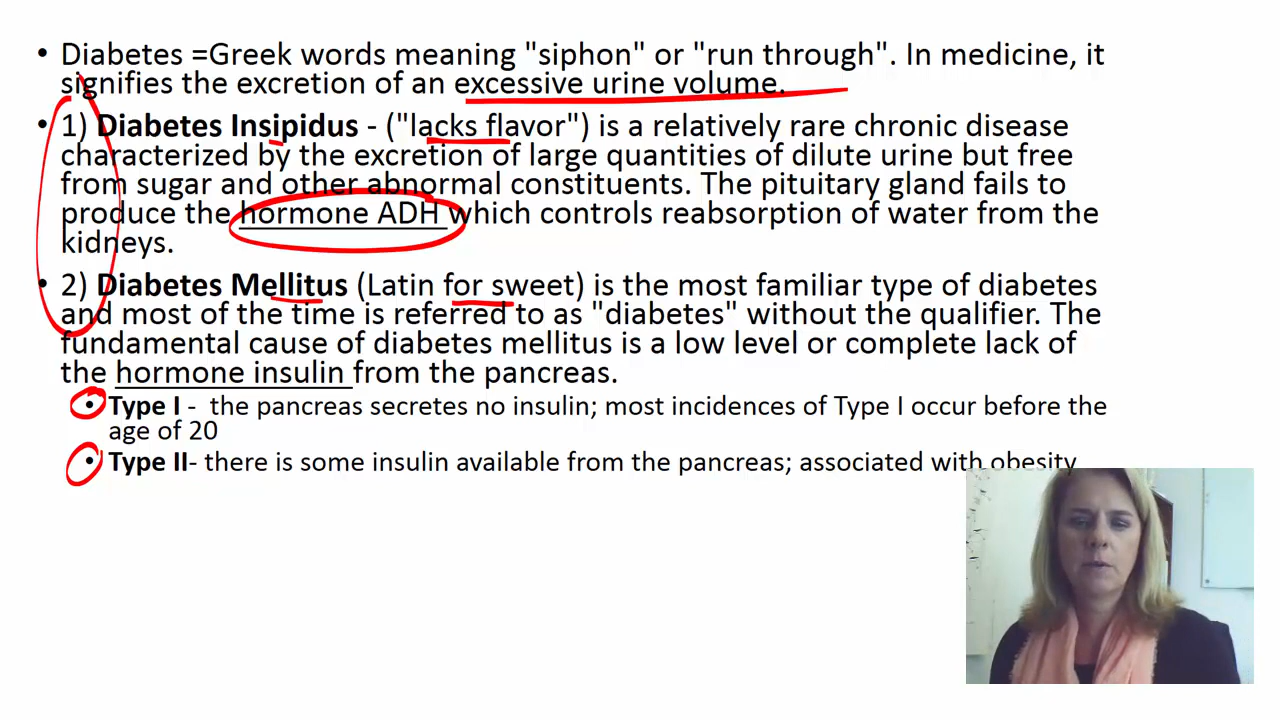 • Diabetes =Greek words meaning "siphon" or "run through". In medicine, it
signifies the excretion of an excessive urine volume.
• 1) Diabetes Insipidus - ("lacks flavor") is a relatively rare chronic disease
characterized by the excretion of large quantities of dilute urine but free
from sugar and other abnormal constituents. The pituitary gland fails to
produce the hormone ADH which controls reabsorption of water from the
kidneys.
• 2) Diabetes Mellitus (Latin for sweet) is the most familiar type of diabetes
and most of the time is referred to as "diabetes" without the qualifier. The
fundamental cause of diabetes mellitus is a low level or complete lack of
the hormone insulin from the pancreas.
• Type I - the pancreas secretes no insulin; most incidences of Type I occur before the
age of 20
• Type II- there is some insulin available from the pancreas; associated with obesity